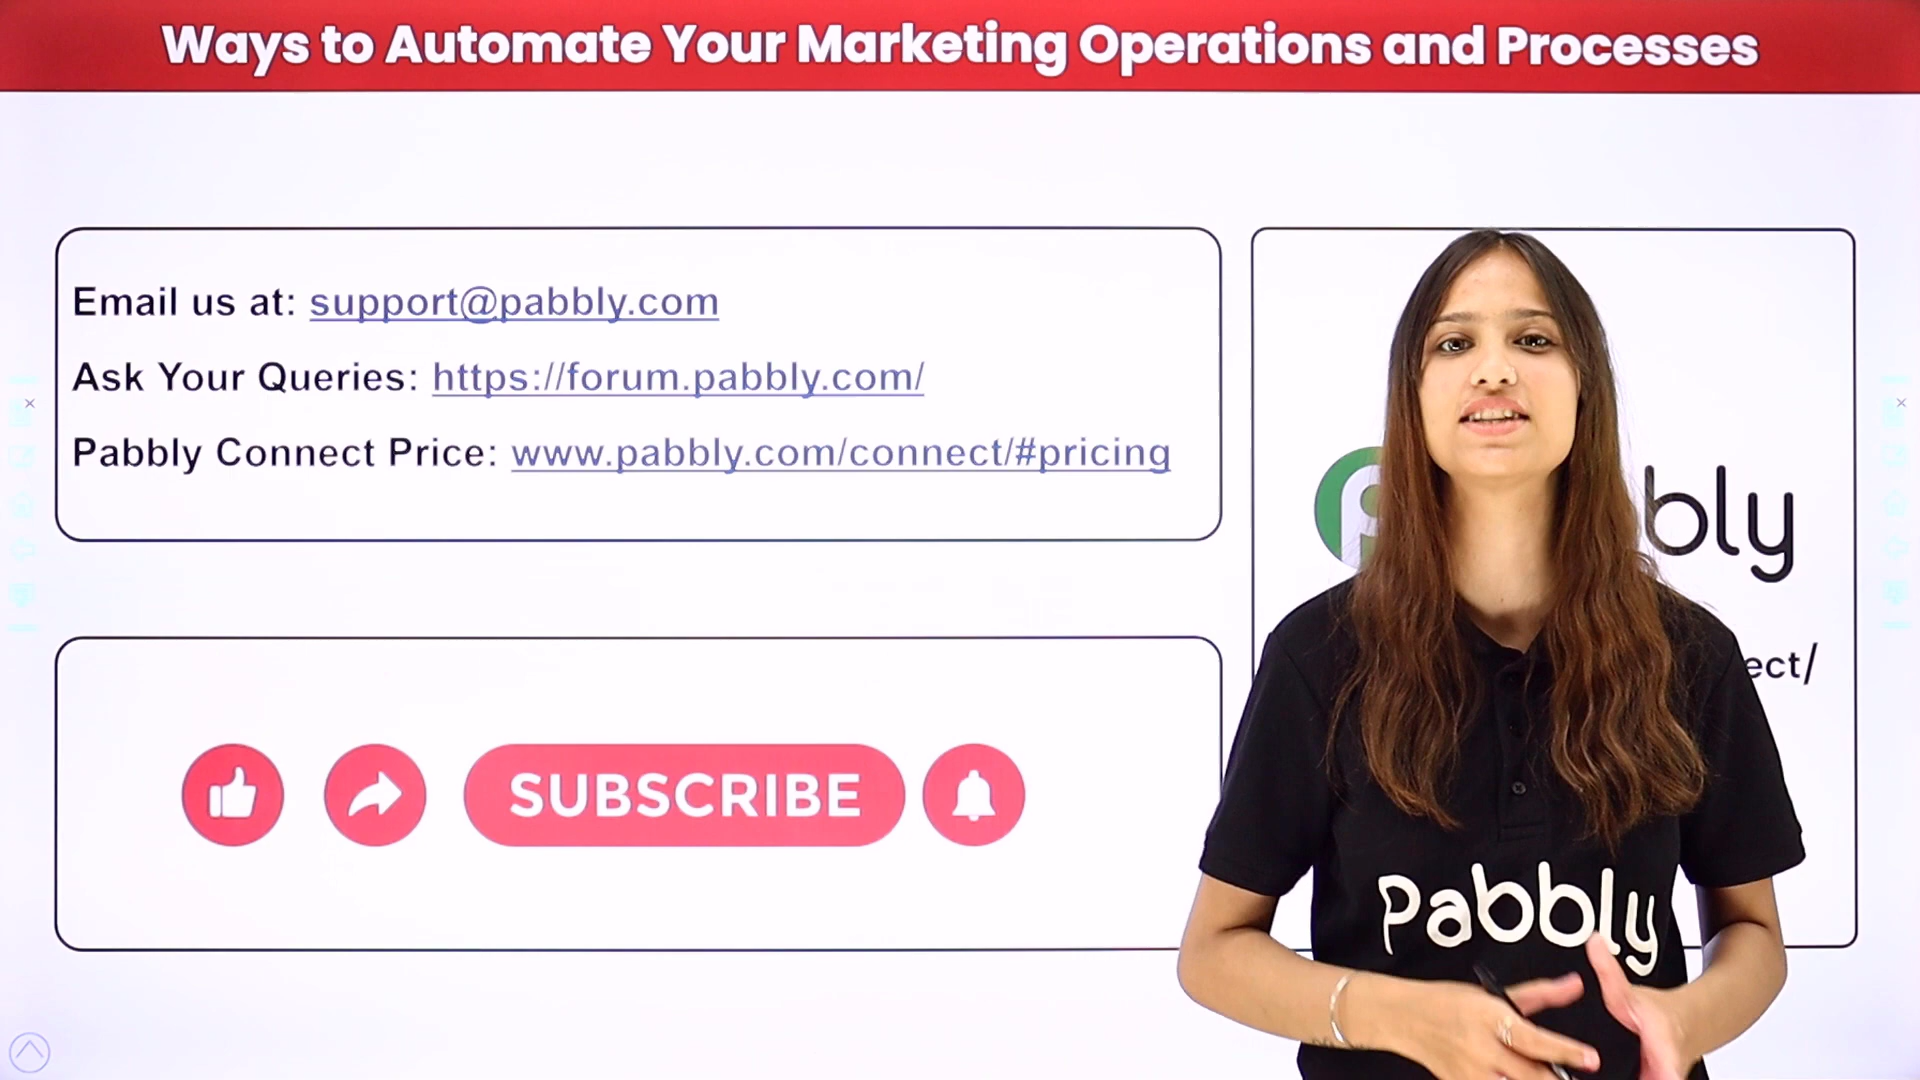 Ways to Automate Your Marketing Operations and Processes
Email us at: support@pabbly.com
Ask Your Queries: https://forum.pabbly.com/
Pabbly Connect Price: www.pabbly.com/connect/#pricing
bly
ect/
SUBSCRIBE
Pabbly